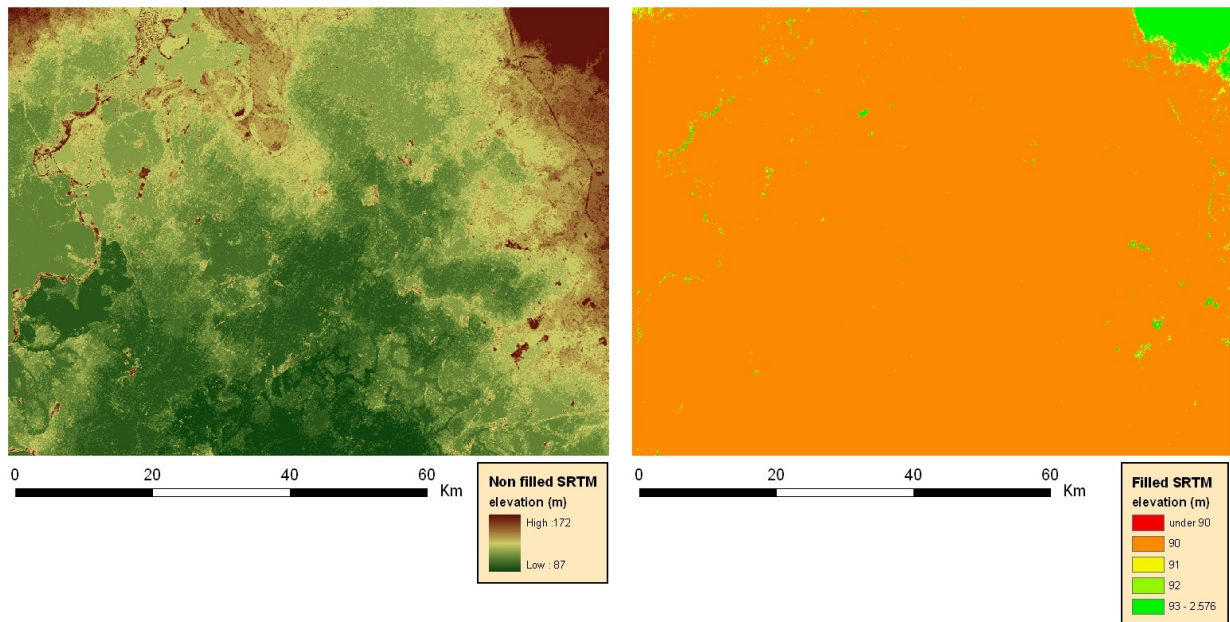 0 20 40 60
Km
Non filled SRTM
elevation (m)
High :172
Low : 87
0 20 40 60
Km
Filled SRTM
elevation (m)
under 90
90
91
92
93 - 2.576